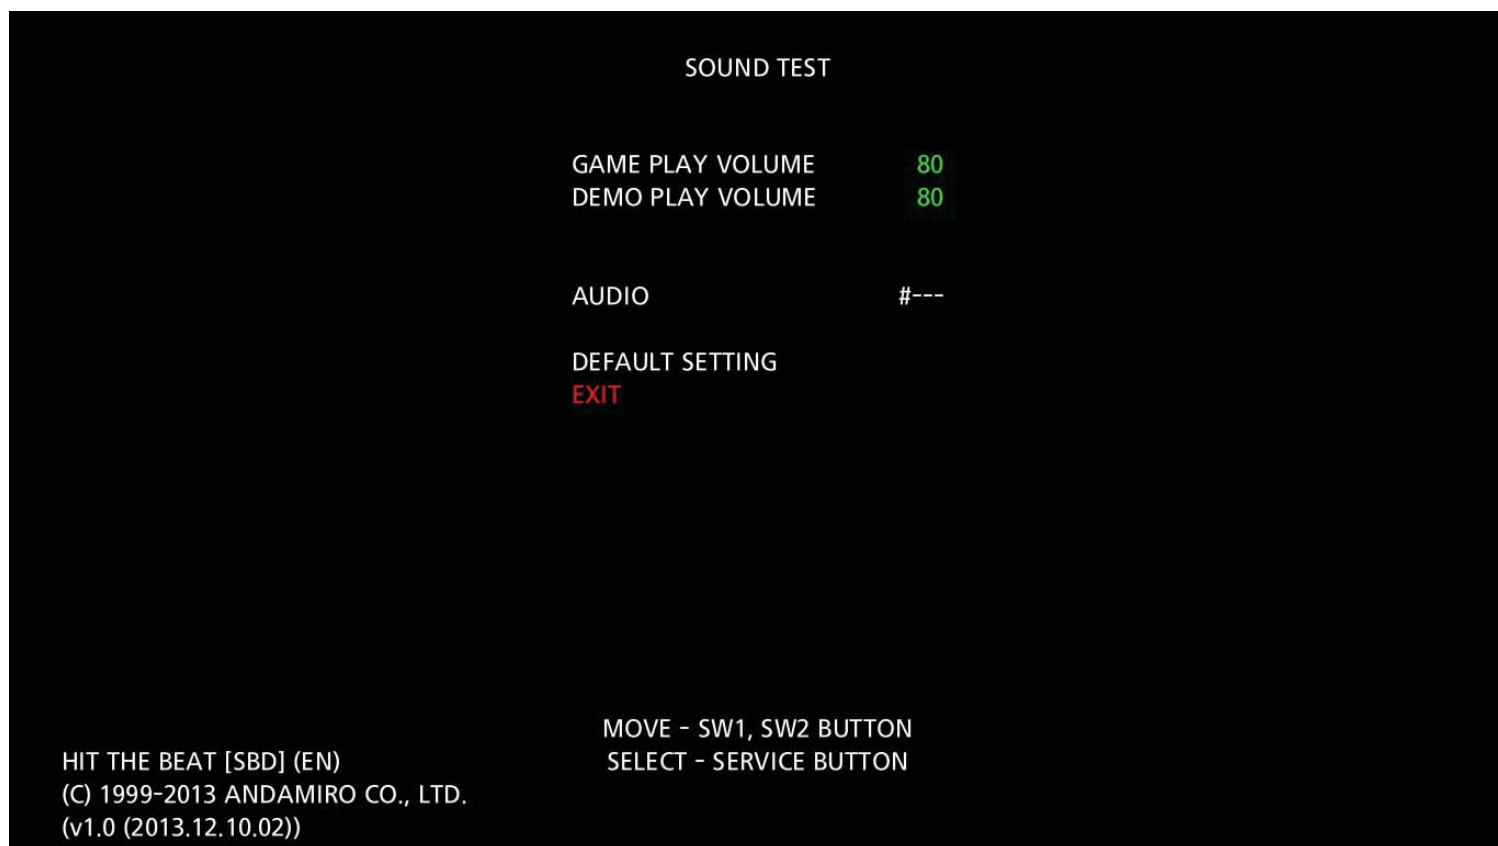 SOUND TEST
GAME PLAY VOLUME 80
DEMO PLAY VOLUME 80
AUDIO #---
DEFAULT SETTING
EXIT
MOVE - SW1, SW2 BUTTON
SELECT - SERVICE BUTTON
HIT THE BEAT [SBD] (EN)
(C) 1999-2013 ANDAMIRO CO., LTD.
(v1.0 (2013.12.10.02))